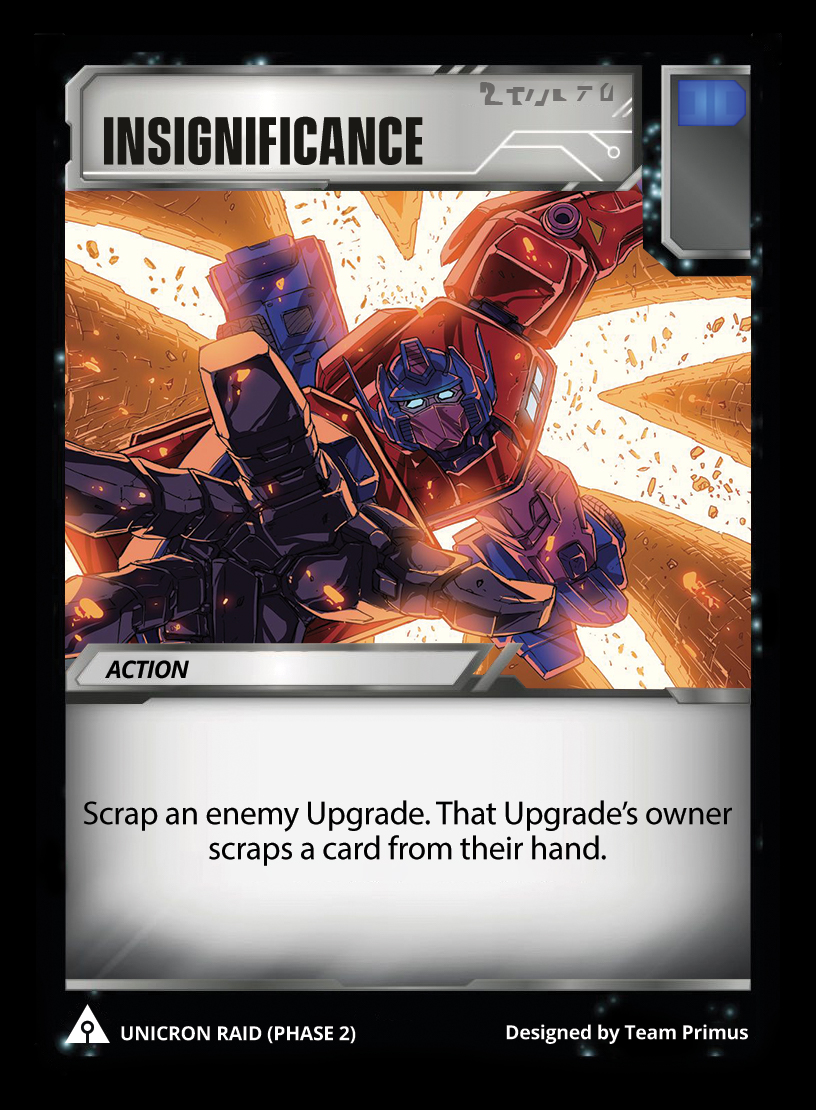 INSIGNIFICANCE
ACTION
Scrap an enemy Upgrade. That Upgrade's owner
scraps a card from their hand.
UNICRON RAID (PHASE 2)
Designed by Team Primus